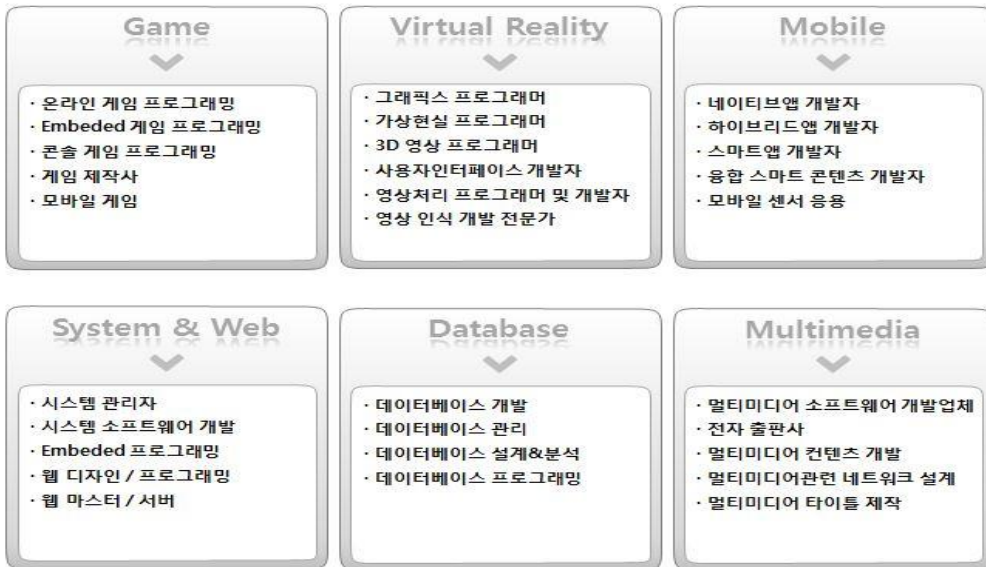 Game
· 온라인 게임 프로그래밍
· Embeded 게임 프로그래밍
· 콘솔 게임 프로그래밍
· 게임 제작사
· 모바일 게임
Virtual Reality
· 그래픽스 프로그래머
· 가상현실 프로그래머
· 3D 영상 프로그래머
· 사용자인터페이스 개발자
· 영상처리 프로그래머 및 개발자
· 영상 인식 개발 전문가
Mobile
· 네이티브앱 개발자
· 하이브리드앱 개발자
· 스마트앱 개발자
· 융합 스마트 콘텐츠 개발자
· 모바일 센서 응용
System & Web
· 시스템 관리자
· 시스템 소프트웨어 개발
· Embeded 프로그래밍
· 웹 디자인 / 프로그래밍
· 웹 마스터 / 서버
Database
· 데이터베이스 개발
· 데이터베이스 관리
· 데이터베이스 설계&분석
· 데이터베이스 프로그래밍
Multimedia
· 멀티미디어 소프트웨어 개발업체
· 전자 출판사
· 멀티미디어 컨텐츠 개발
· 멀티미디어관련 네트워크 설계
· 멀티미디어 타이틀 제작